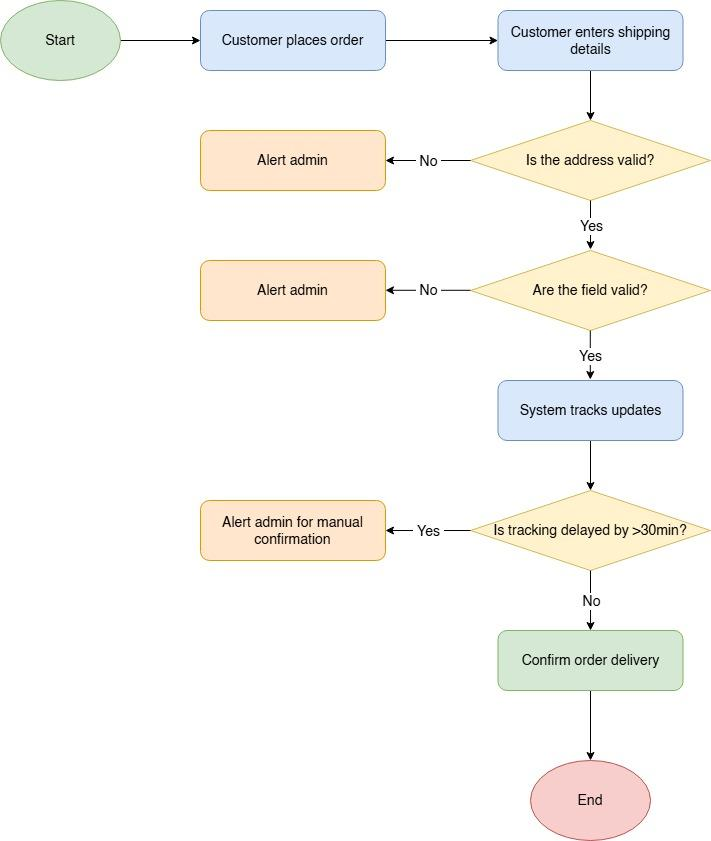 Start
Customer places order
Customer enters shipping
details
Alert admin
No
Is the address valid?
Yes
Alert admin
No
Are the field valid?
Yes
System tracks updates
Alert admin for manual
confirmation
Yes
Is tracking delayed by >30min?
No
Confirm order delivery
End